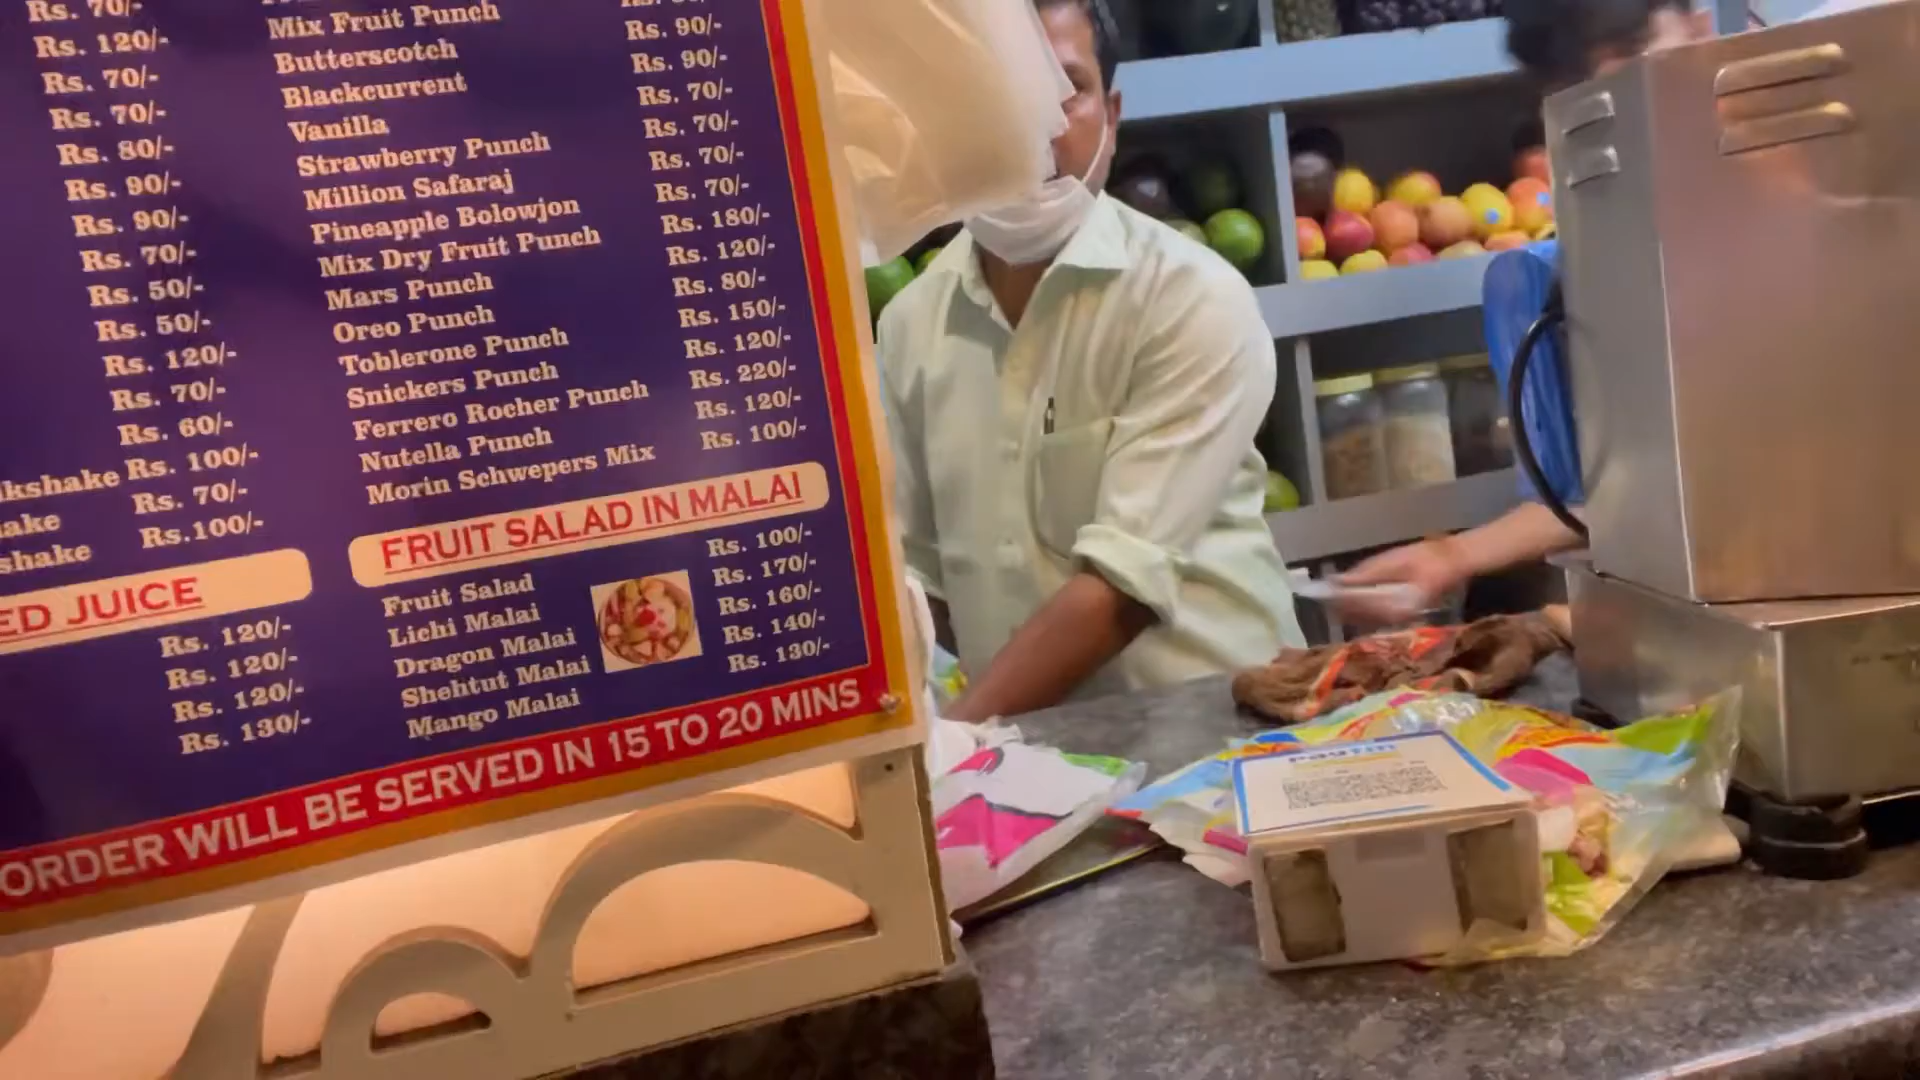 Rs. 70/-
Rs. 120/-
Rs. 70/-
Rs. 70/-
Rs. 80/-
Rs. 90/-
Rs. 90/-
Rs. 70/-
Rs. 50/-
Rs. 50/-
Rs. 120/-
Rs. 70/-
Rs. 60/-
Rs. 100/-
Rs. 70/-
shake Rs.100/-
ED JUICE
Rs. 120/-
Rs. 120/-
Rs. 120/-
Rs. 130/-
Mix Fruit Punch
Butterscotch
Blackcurrent
Vanilla
Strawberry Punch
Million Safaraj
Pineapple Bolowjon
Mix Dry Fruit Punch
Mars Punch
Oreo Punch
Toblerone Punch
Snickers Punch
Ferrero Rocher Punch
Nutella Punch
Morin Schwepers Mix
Rs. 90/-
Rs. 90/-
Rs. 70/-
Rs. 70/-
Rs. 70/-
Rs. 70/-
Rs. 180/-
Rs. 120/-
Rs. 80/-
Rs. 150/-
Rs. 120/-
Rs. 220/-
Rs. 120/-
Rs. 100/-
FRUIT SALAD IN MALAI
Fruit Salad Rs. 100/-
Lichi Malai Rs. 170/-
Dragon Malai Rs. 160/-
Shehtut Malai Rs. 140/-
Mango Malai Rs. 130/-
ORDER WILL BE SERVED IN 15 TO 20 MINS
paytm